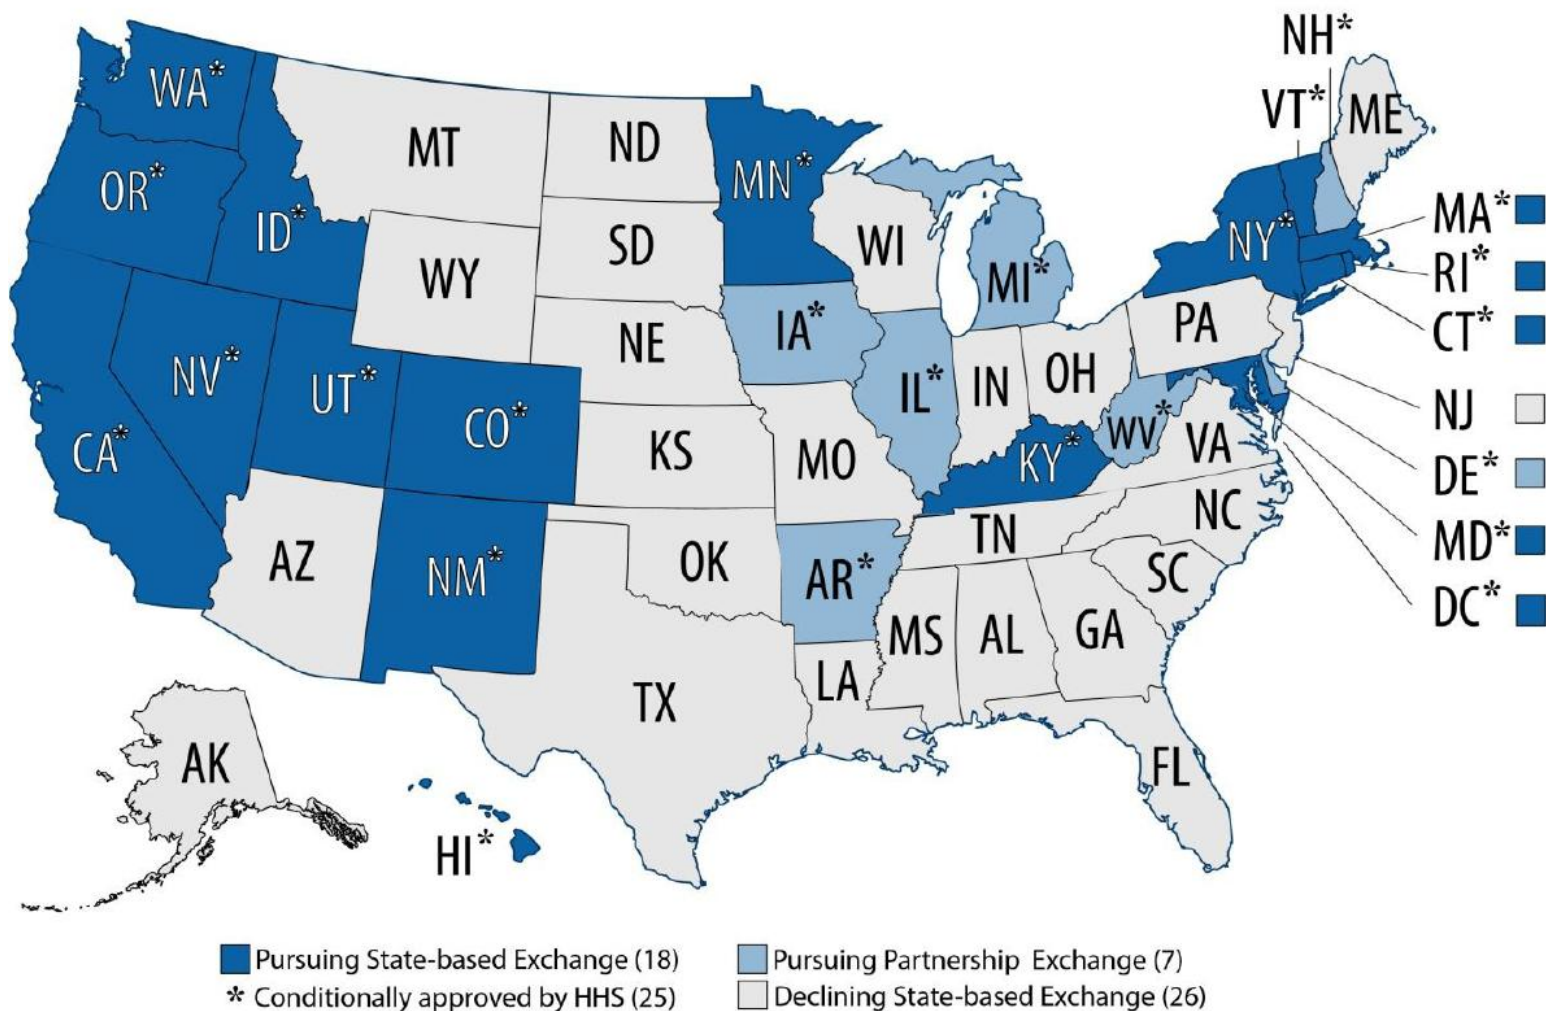 NH*
VT*
ME
WA*
MT
ND
MN*
OR*
ID*
SD
WI
NY*
MA*
WY
MI*
RI*
IA*
PA
CT*
NE
NV*
UT*
IL*
IN
OH
CO*
NJ
CA*
KS
MO
KY*
WV*
VA
DE*
NC
MD*
AZ
NM*
OK
AR*
TN
SC
DC*
MS
AL
GA
TX
LA
AK
FL
HI*
Pursuing State-based Exchange (18)
Pursuing Partnership Exchange (7)
* Conditionally approved by HHS (25)
Declining State-based Exchange (26)